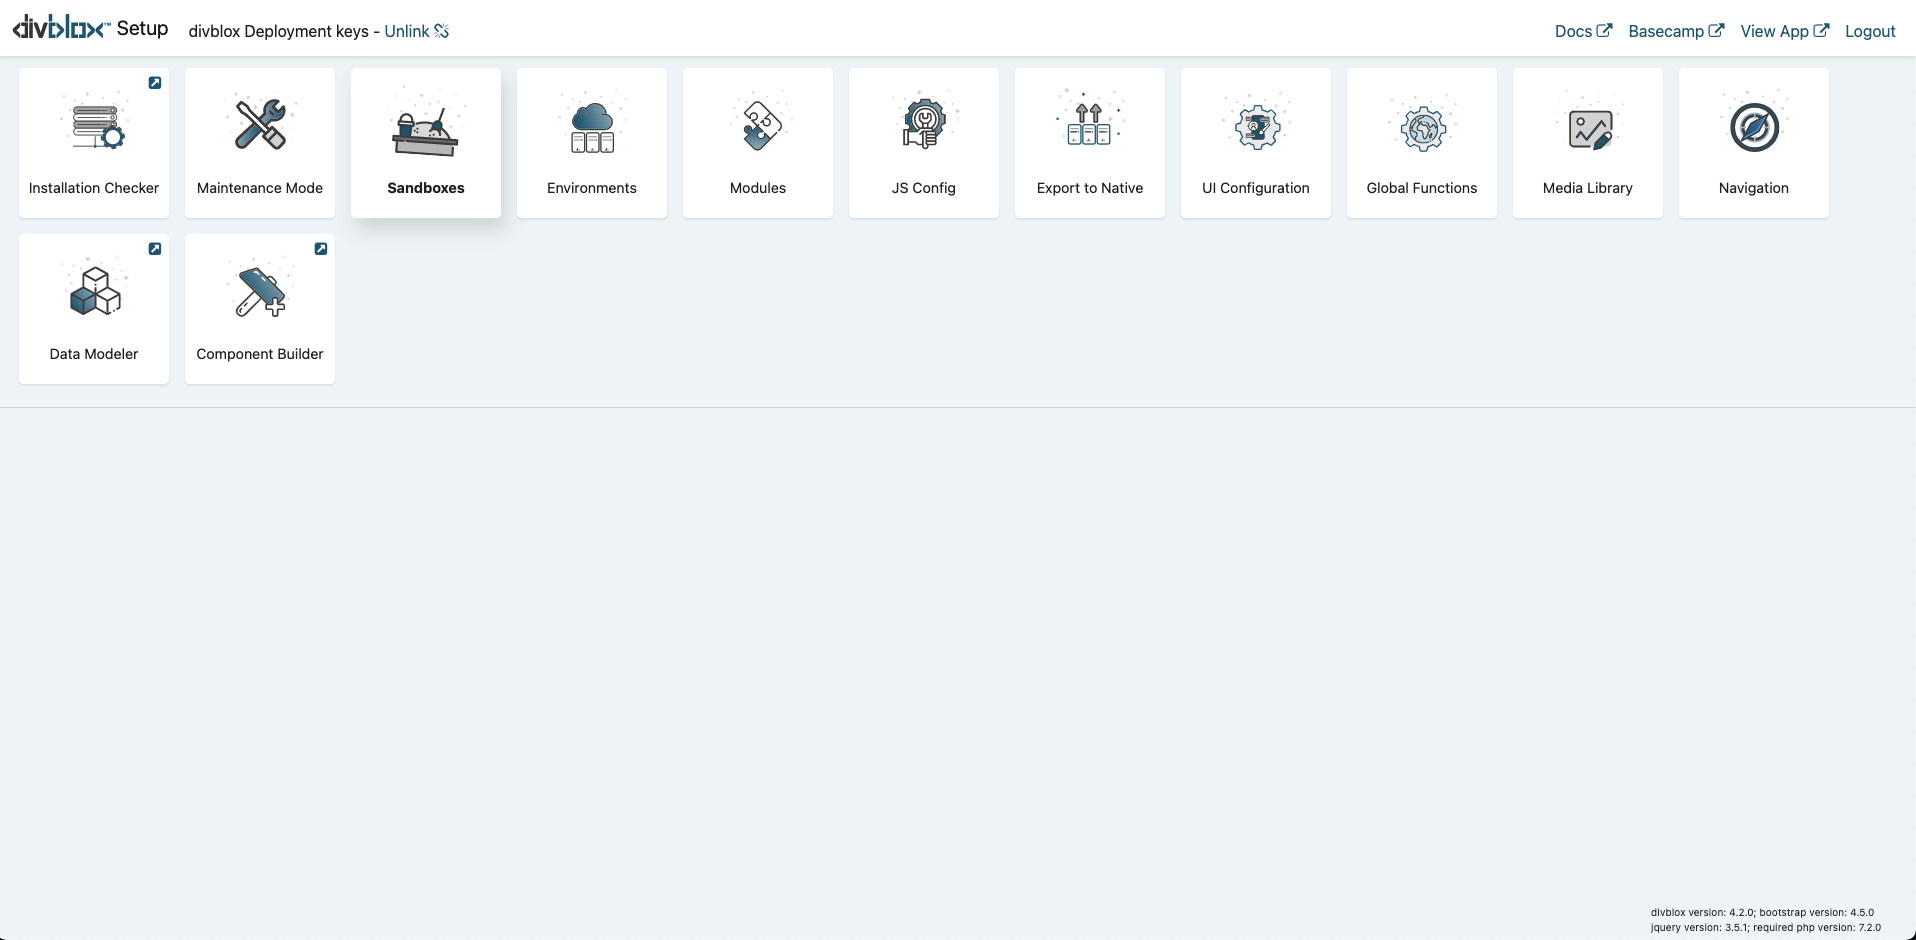 divblox™ Setup divblox Deployment keys - Unlink Docs Basecamp View App Logout
Installation Checker Maintenance Mode Sandboxes Environments Modules JS Config Export to Native UI Configuration Global Functions Media Library Navigation
Data Modeler Component Builder
divblox version: 4.2.0; bootstrap version: 4.5.0
jquery version: 3.5.1; required php version: 7.2.0